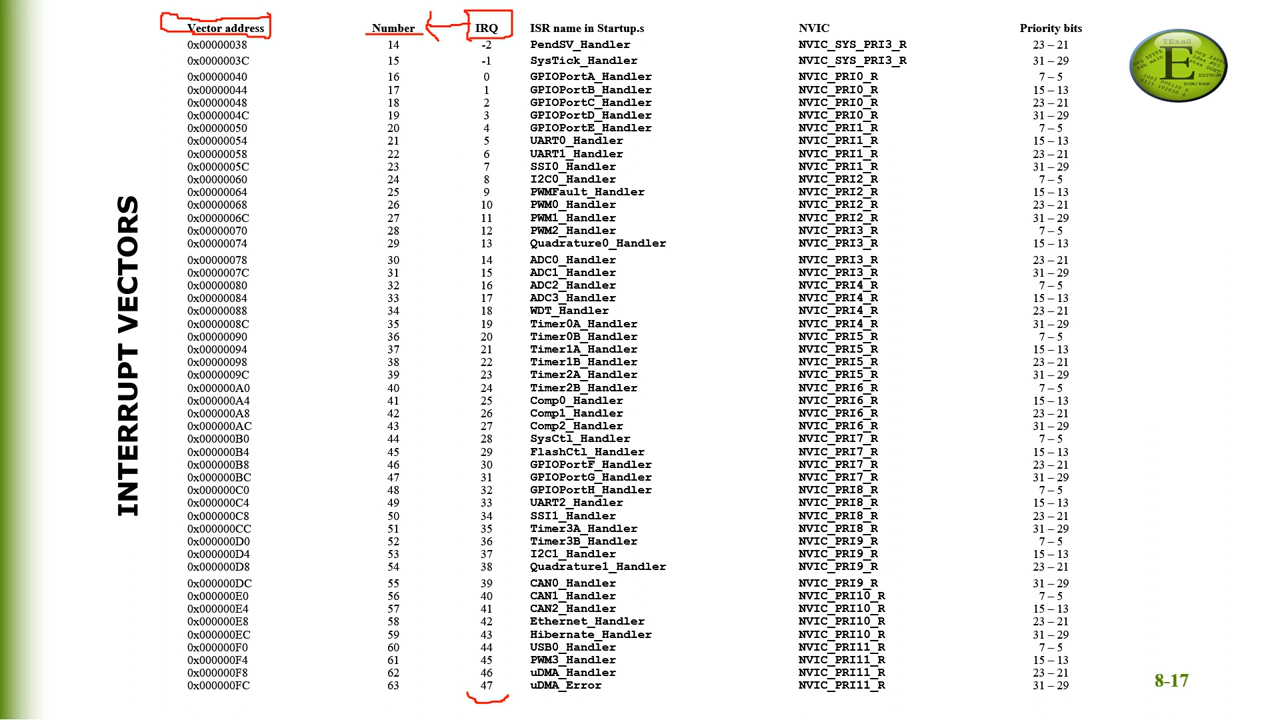 INTERRUPT VECTORS
Vector address Number IRQ ISR name in Startup.s NVIC Priority bits
0x00000038 14 -2 PendSV_Handler NVIC_SYS_PRI3_R 23 – 21
0x0000003C 15 -1 SysTick_Handler NVIC_SYS_PRI3_R 31 – 29
0x00000040 16 0 GPIOPortA_Handler NVIC_PRI0_R 7 – 5
0x00000044 17 1 GPIOPortB_Handler NVIC_PRI0_R 15 – 13
0x00000048 18 2 GPIOPortC_Handler NVIC_PRI0_R 23 – 21
0x0000004C 19 3 GPIOPortD_Handler NVIC_PRI0_R 31 – 29
0x00000050 20 4 GPIOPortE_Handler NVIC_PRI1_R 7 – 5
0x00000054 21 5 UART0_Handler NVIC_PRI1_R 15 – 13
0x00000058 22 6 UART1_Handler NVIC_PRI1_R 23 – 21
0x0000005C 23 7 SSI0_Handler NVIC_PRI1_R 31 – 29
0x00000060 24 8 I2C0_Handler NVIC_PRI2_R 7 – 5
0x00000064 25 9 PWMFault_Handler NVIC_PRI2_R 15 – 13
0x00000068 26 10 PWM0_Handler NVIC_PRI2_R 23 – 21
0x0000006C 27 11 PWM1_Handler NVIC_PRI2_R 31 – 29
0x00000070 28 12 PWM2_Handler NVIC_PRI3_R 7 – 5
0x00000074 29 13 Quadrature0_Handler NVIC_PRI3_R 15 – 13
0x00000078 30 14 ADC0_Handler NVIC_PRI3_R 23 – 21
0x0000007C 31 15 ADC1_Handler NVIC_PRI3_R 31 – 29
0x00000080 32 16 ADC2_Handler NVIC_PRI4_R 7 – 5
0x00000084 33 17 ADC3_Handler NVIC_PRI4_R 15 – 13
0x00000088 34 18 WDT_Handler NVIC_PRI4_R 23 – 21
0x0000008C 35 19 Timer0A_Handler NVIC_PRI4_R 31 – 29
0x00000090 36 20 Timer0B_Handler NVIC_PRI5_R 7 – 5
0x00000094 37 21 Timer1A_Handler NVIC_PRI5_R 15 – 13
0x00000098 38 22 Timer1B_Handler NVIC_PRI5_R 23 – 21
0x0000009C 39 23 Timer2A_Handler NVIC_PRI5_R 31 – 29
0x000000A0 40 24 Timer2B_Handler NVIC_PRI6_R 7 – 5
0x000000A4 41 25 Comp0_Handler NVIC_PRI6_R 15 – 13
0x000000A8 42 26 Comp1_Handler NVIC_PRI6_R 23 – 21
0x000000AC 43 27 Comp2_Handler NVIC_PRI6_R 31 – 29
0x000000B0 44 28 SysCtl_Handler NVIC_PRI7_R 7 – 5
0x000000B4 45 29 FlashCtl_Handler NVIC_PRI7_R 15 – 13
0x000000B8 46 30 GPIOPortF_Handler NVIC_PRI7_R 23 – 21
0x000000BC 47 31 GPIOPortG_Handler NVIC_PRI7_R 31 – 29
0x000000C0 48 32 GPIOPortH_Handler NVIC_PRI8_R 7 – 5
0x000000C4 49 33 UART2_Handler NVIC_PRI8_R 15 – 13
0x000000C8 50 34 SSI1_Handler NVIC_PRI8_R 23 – 21
0x000000CC 51 35 Timer3A_Handler NVIC_PRI8_R 31 – 29
0x000000D0 52 36 Timer3B_Handler NVIC_PRI9_R 7 – 5
0x000000D4 53 37 I2C1_Handler NVIC_PRI9_R 15 – 13
0x000000D8 54 38 Quadrature1_Handler NVIC_PRI9_R 23 – 21
0x000000DC 55 39 CAN0_Handler NVIC_PRI9_R 31 – 29
0x000000E0 56 40 CAN1_Handler NVIC_PRI10_R 7 – 5
0x000000E4 57 41 CAN2_Handler NVIC_PRI10_R 15 – 13
0x000000E8 58 42 Ethernet_Handler NVIC_PRI10_R 23 – 21
0x000000EC 59 43 Hibernate_Handler NVIC_PRI10_R 31 – 29
0x000000F0 60 44 USB0_Handler NVIC_PRI11_R 7 – 5
0x000000F4 61 45 PWM3_Handler NVIC_PRI11_R 15 – 13
0x000000F8 62 46 uDMA_Handler NVIC_PRI11_R 23 – 21
0x000000FC 63 47 uDMA_Error NVIC_PRI11_R 31 – 29
TExaS
E
8-17